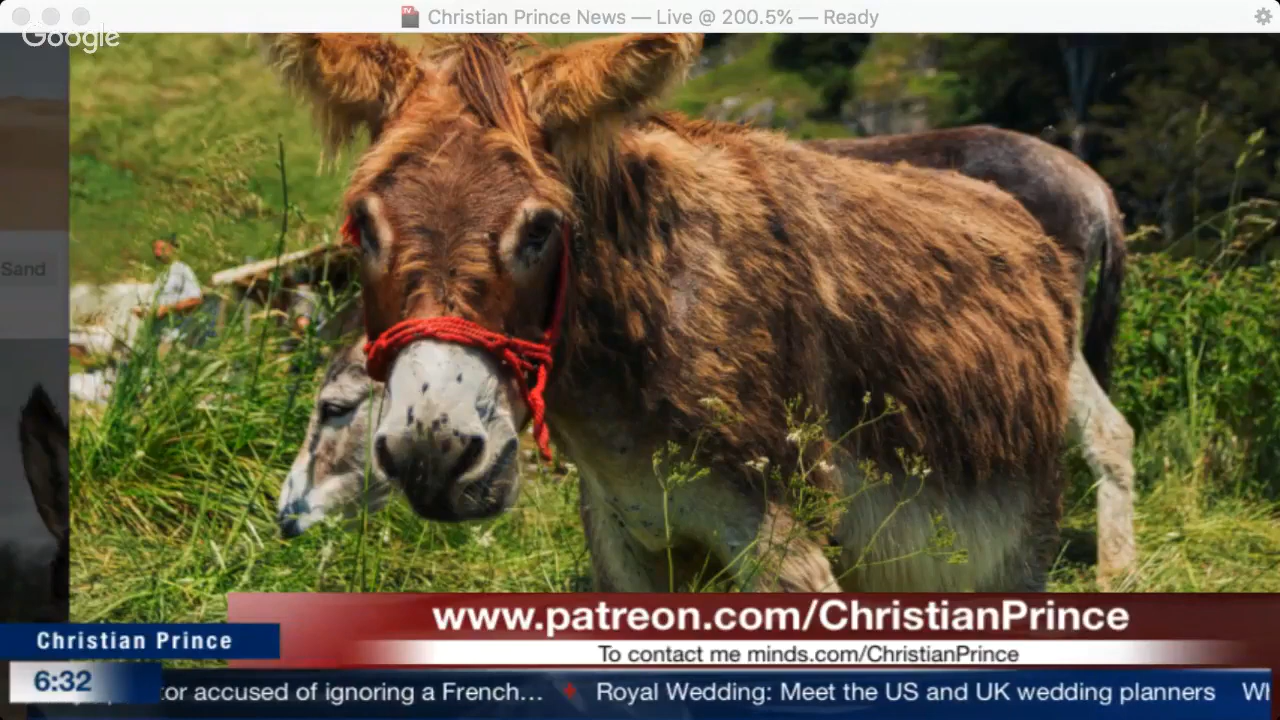 Christian Prince News — Live @ 200.5% — Ready
Google
Sand
www.patreon.com/ChristianPrince
Christian Prince
To contact me minds.com/ChristianPrince
6:32
or accused of ignoring a French... Royal Wedding: Meet the US and UK wedding planners